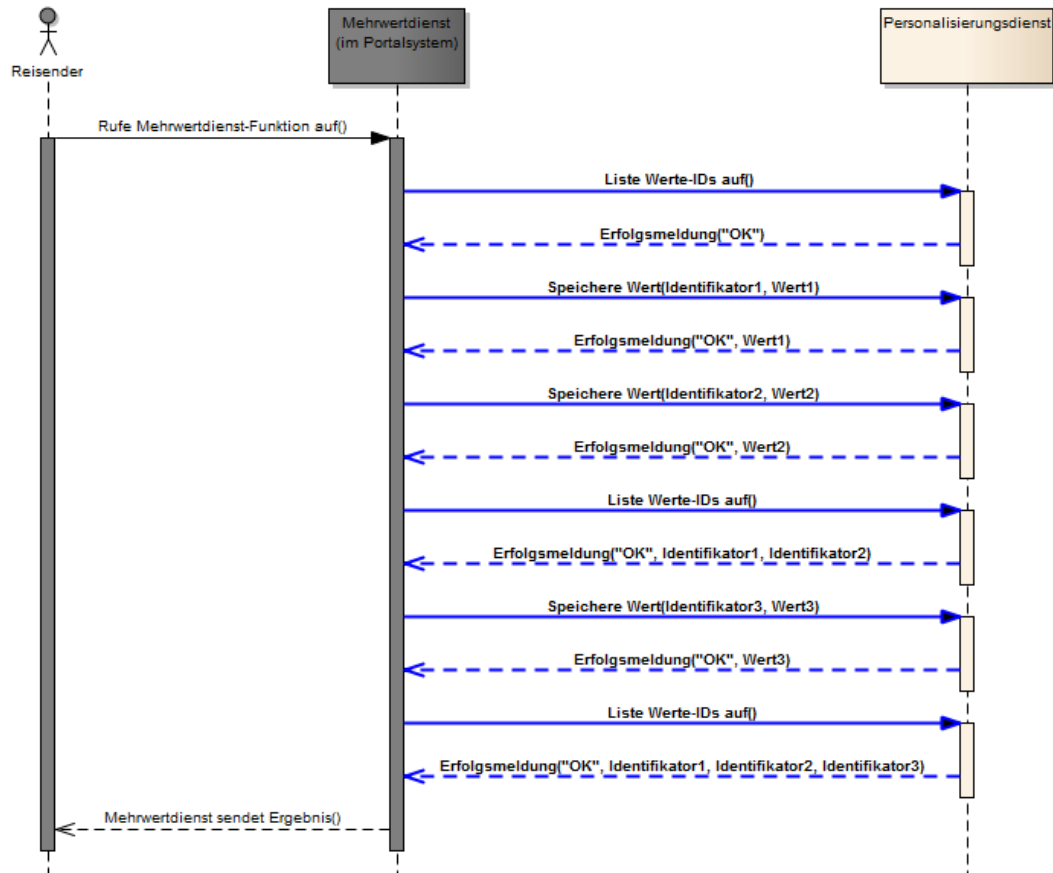 Reisender
Mehrwertdienst
(im Portalsystem)
Personalisierungsdienst
Rufe Mehrwertdienst-Funktion auf()
Liste Werte-IDs auf()
Erfolgsmeldung("OK")
Speichere Wert(Identifikator1, Wert1)
Erfolgsmeldung("OK", Wert1)
Speichere Wert(Identifikator2, Wert2)
Erfolgsmeldung("OK", Wert2)
Liste Werte-IDs auf()
Erfolgsmeldung("OK", Identifikator1, Identifikator2)
Speichere Wert(Identifikator3, Wert3)
Erfolgsmeldung("OK", Wert3)
Liste Werte-IDs auf()
Erfolgsmeldung("OK", Identifikator1, Identifikator2, Identifikator3)
Mehrwertdienst sendet Ergebnis()